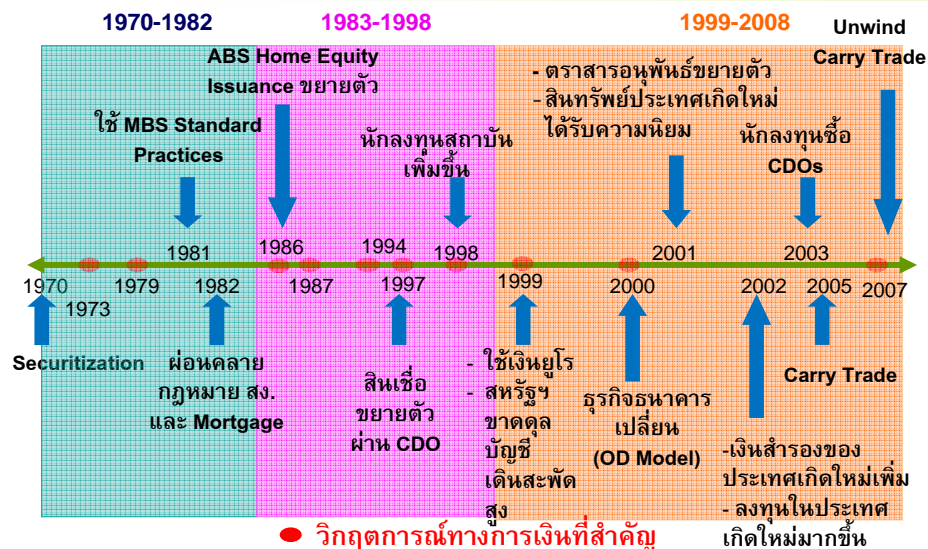 1970-1982
1983-1998
1999-2008
Unwind
Carry Trade
ABS Home Equity
Issuance ขยายตัว
- ตราสารอนุพันธ์ขยายตัว
- สินทรัพย์ประเทศเกิดใหม่
ได้รับความนิยม
ใช้ MBS Standard
Practices
นักลงทุนสถาบัน
เพิ่มขึ้น
นักลงทุนซื้อ
CDOs
1981
1986
1994
1998
2001
2003
1970
1973
1979
1982
1987
1997
1999
2000
2002
2005
2007
Securitization
ผ่อนคลาย
กฎหมาย สง.
และ Mortgage
สินเชื่อ
ขยายตัว
ผ่าน CDO
- ใช้เงินยูโร
- สหรัฐฯ
ขาดดุล
บัญชี
เดินสะพัด
สูง
ธุรกิจธนาคาร
เปลี่ยน
(OD Model)
Carry Trade
-เงินสำรองของ
ประเทศเกิดใหม่เพิ่ม
- ลงทุนในประเทศ
เกิดใหม่มากขึ้น
วิกฤตการณ์ทางการเงินที่สำคัญ